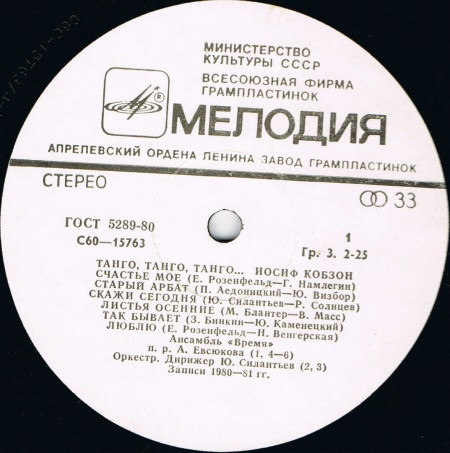 МИНИСТЕРСТВО
КУЛЬТУРЫ СССР
ВСЕСОЮЗНАЯ ФИРМА
ГРАМПЛАСТИНОК
®
МЕЛОДИЯ
АПРЕЛЕВСКИЙ ОРДЕНА ЛЕНИНА ЗАВОД ГРАМПЛАСТИНОК
СТЕРЕО 33
ГОСТ 5289-80 1
С60—15763 Гр. 3. 2-25
ТАНГО, ТАНГО, ТАНГО... ИОСИФ КОБЗОН
СЧАСТЬЕ МОЕ (Е. Розенфельд—Г. Намлегин)
СТАРЫЙ АРБАТ (П. Аедоницкий—Ю. Визбор)
СКАЖИ СЕГОДНЯ (Ю. Силантьев—Р. Солнцев)
ЛИСТЬЯ ОСЕННИЕ (М. Блантер—В. Масс)
ТАК БЫВАЕТ (З. Бинкин—Ю. Каменецкий)
ЛЮБЛЮ (Е. Розенфельд—Н. Венгерская)
Ансамбль «Время»
п. р. А. Евсюкова (1, 4—6)
Оркестр. Дирижер Ю. Силантьев (2, 3)
Записи 1980—81 гг.